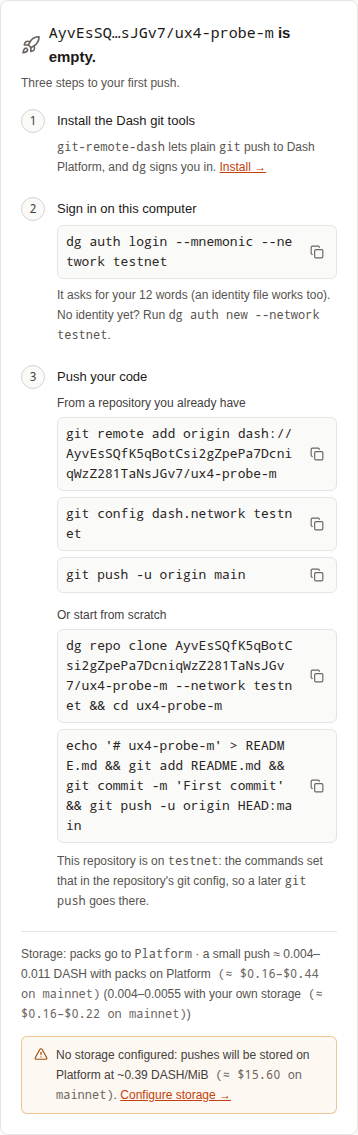 AyvEsSQ…sJGv7/ux4-probe-m is
empty.
Three steps to your first push.
1 Install the Dash git tools
git-remote-dash lets plain git push to Dash
Platform, and dg signs you in. Install →
2 Sign in on this computer
dg auth login --mnemonic --ne
twork testnet
It asks for your 12 words (an identity file works too).
No identity yet? Run dg auth new --network
testnet.
3 Push your code
From a repository you already have
git remote add origin dash://
AyvEsSQfK5qBotCsi2gZpePa7Dcni
qWzZ281TaNsJGv7/ux4-probe-m
git config dash.network testn
et
git push -u origin main
Or start from scratch
dg repo clone AyvEsSQfK5qBotC
si2gZpePa7DcniqWzZ281TaNsJGv
7/ux4-probe-m --network testn
et && cd ux4-probe-m
echo '# ux4-probe-m' > READM
E.md && git add README.md &&
git commit -m 'First commit'
&& git push -u origin HEAD:ma
in
This repository is on testnet: the commands set
that in the repository's git config, so a later git
push goes there.
Storage: packs go to Platform · a small push ≈ 0.004–
0.011 DASH with packs on Platform (≈ $0.16–$0.44
on mainnet) (0.004–0.0055 with your own storage (≈
$0.16–$0.22 on mainnet))
No storage configured: pushes will be stored on
Platform at ~0.39 DASH/MiB (≈ $15.60 on
mainnet). Configure storage →